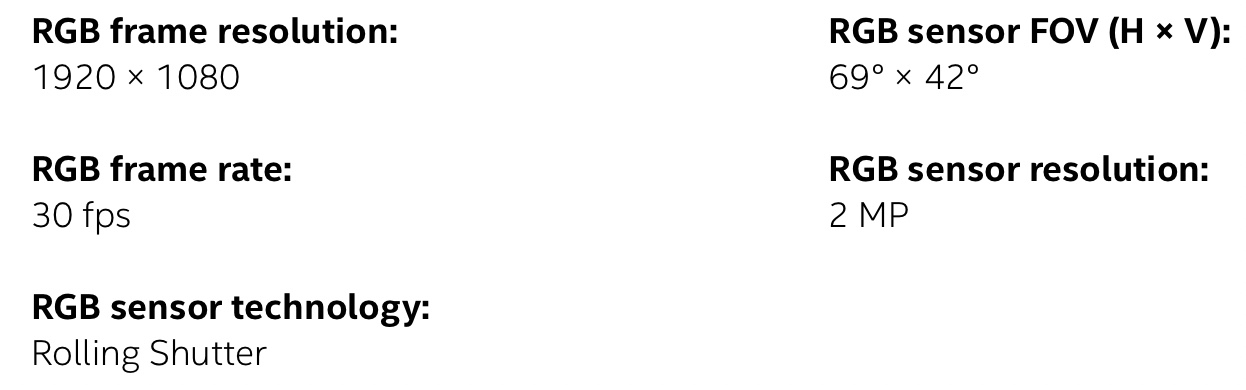 RGB frame resolution:
1920 × 1080
RGB frame rate:
30 fps
RGB sensor technology:
Rolling Shutter
RGB sensor FOV (H × V):
69° × 42°
RGB sensor resolution:
2 MP